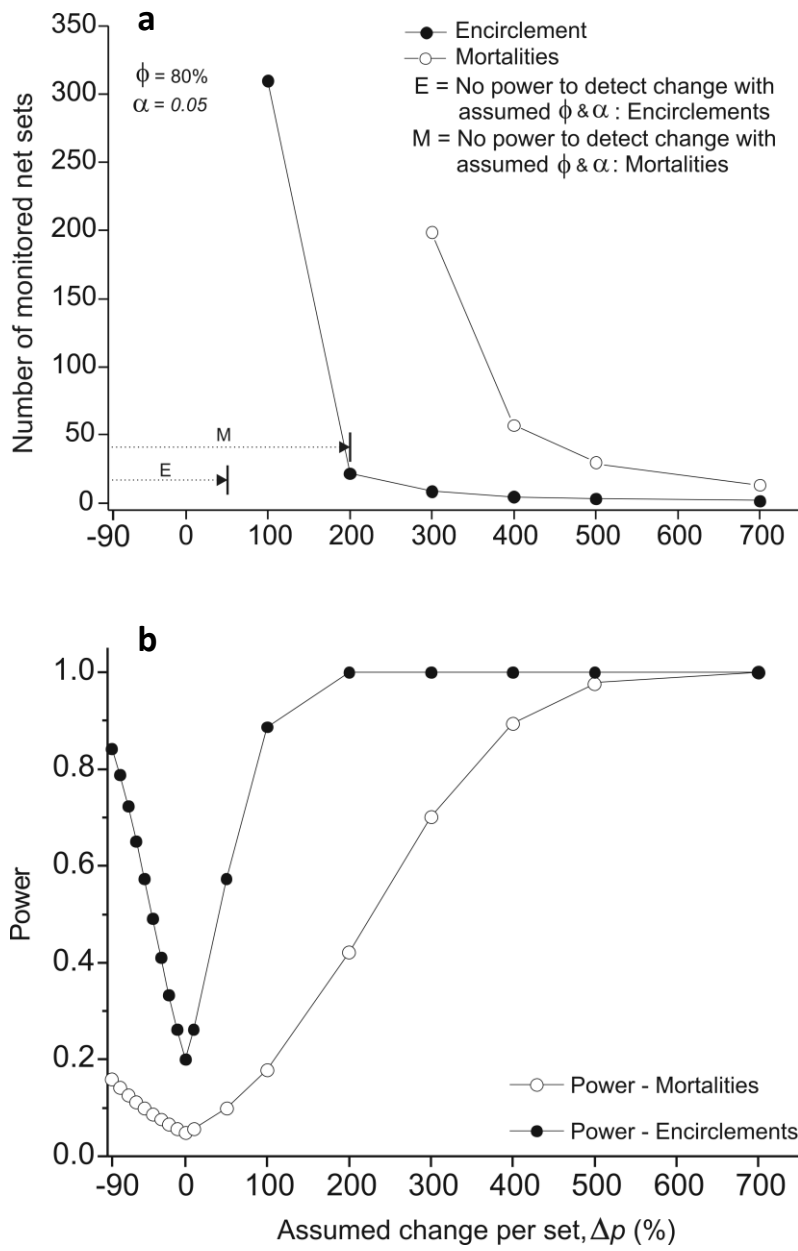 a
350
300
250
200
150
100
50
0
Number of monitored net sets
ϕ = 80%
α = 0.05
Encirclement
Mortalities
E = No power to detect change with
assumed ϕ & α : Encirclements
M = No power to detect change with
assumed ϕ & α : Mortalities
M
E
-90 0 100 200 300 400 500 600 700
b
1.0
0.8
0.6
0.4
0.2
0.0
Power
Power - Mortalities
Power - Encirclements
-90 0 100 200 300 400 500 600 700
Assumed change per set, Δp (%)